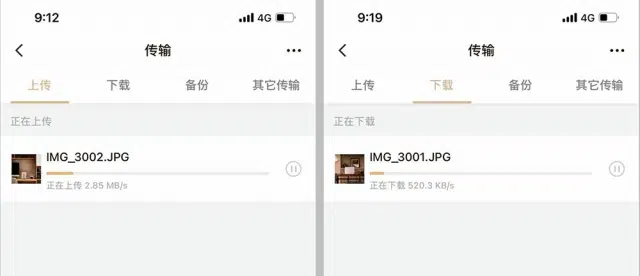 9:12
4G
传输
上传
下载
备份
其它传输
正在上传
IMG_3002.JPG
正在上传 2.85 MB/s
9:19
4G
传输
上传
下载
备份
其它传输
正在下载
IMG_3001.JPG
正在下载 520.3 KB/s